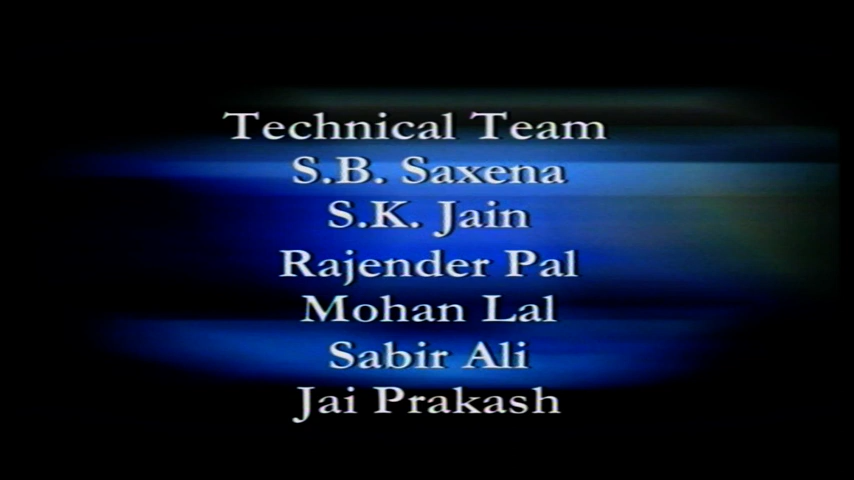 Technical Team
S.B. Saxena
S.K. Jain
Rajender Pal
Mohan Lal
Sabir Ali
Jai Prakash